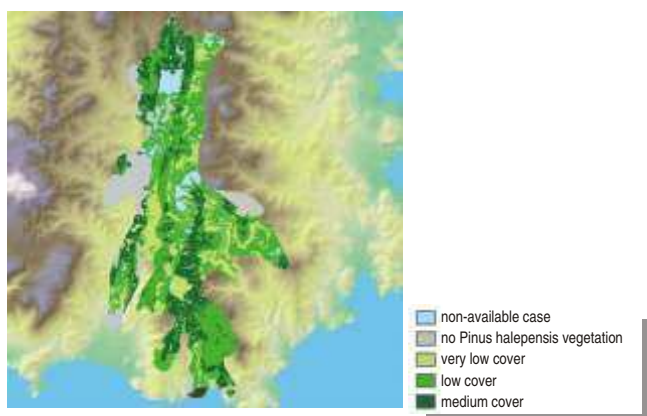 non-available case
no Pinus halepensis vegetation
very low cover
low cover
medium cover